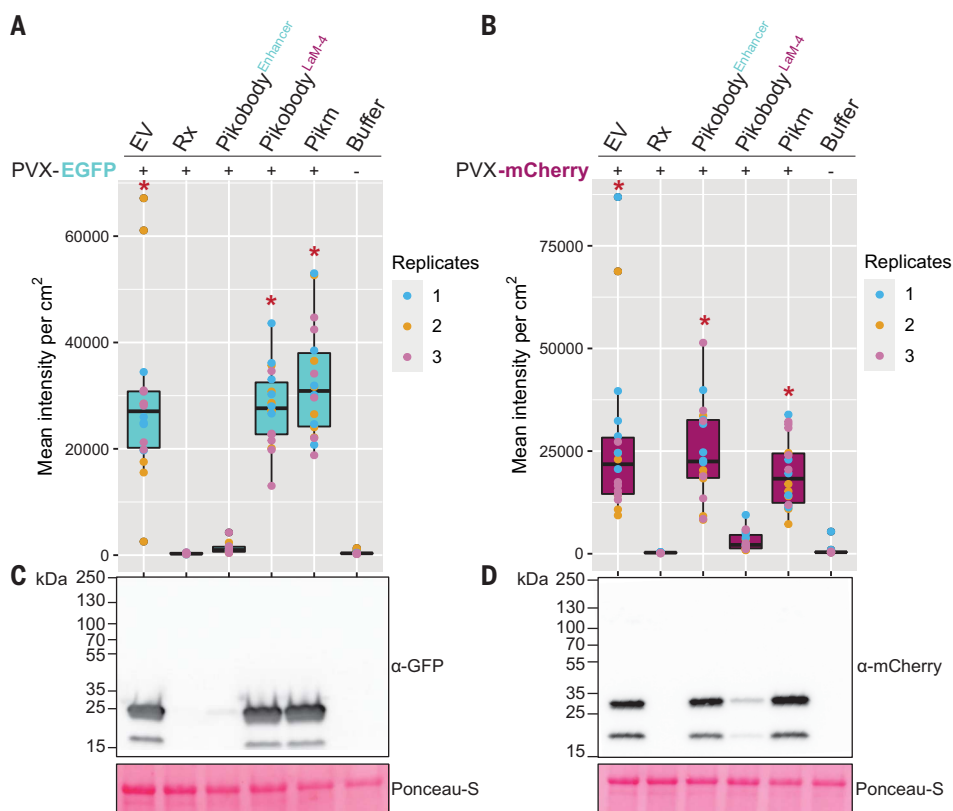 A
EV
Rx
Pikobody Enhancer
Pikobody LaM-4
Pikm
Buffer
PVX-EGFP + + + + + -
* * *
Mean intensity per cm2
60000
40000
20000
0
Replicates
1
2
3
B
EV
Rx
Pikobody Enhancer
Pikobody LaM-4
Pikm
Buffer
PVX-mCherry + + + + + -
* * *
Mean intensity per cm2
75000
50000
25000
0
Replicates
1
2
3
C
kDa
250
130
100
70
55
35
25
15
α-GFP
Ponceau-S
D
kDa
250
130
100
70
55
35
25
15
α-mCherry
Ponceau-S